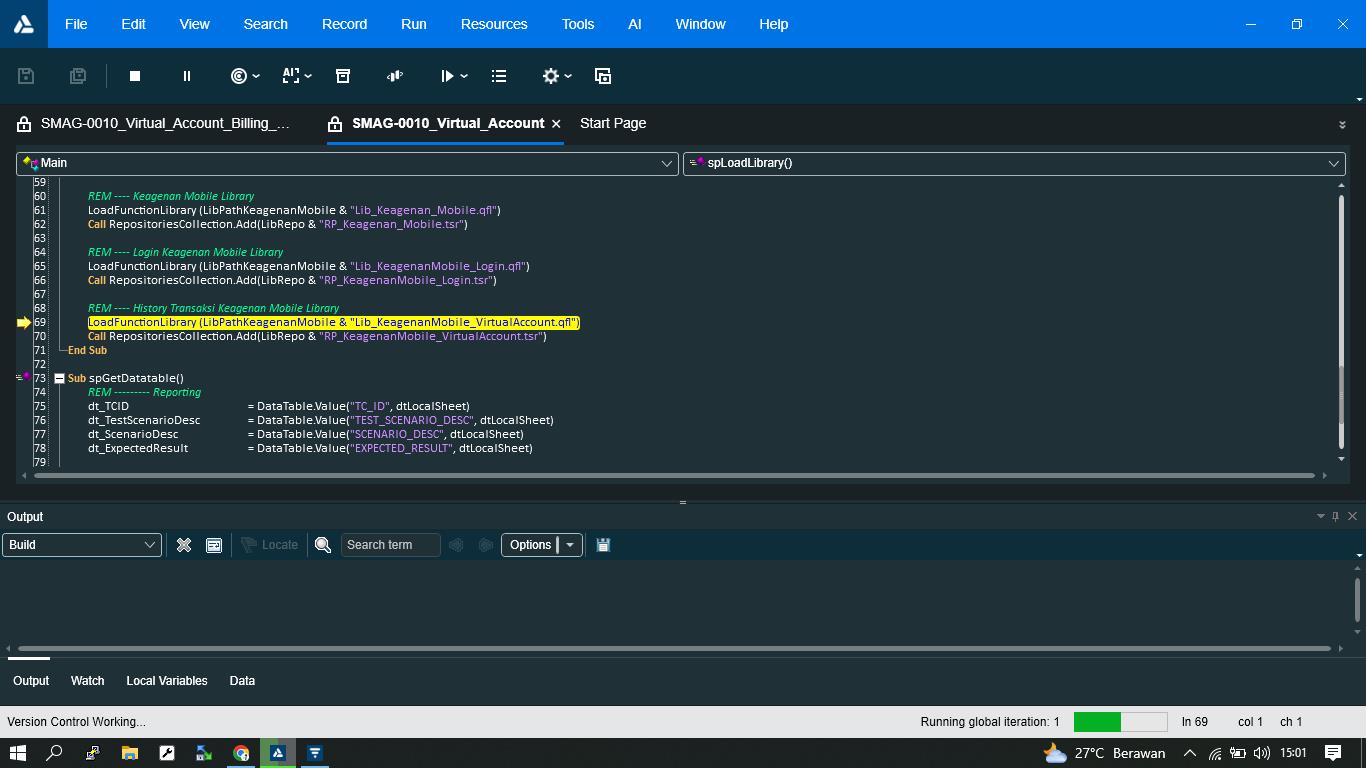 File Edit View Search Record Run Resources Tools AI Window Help
SMAG-0010_Virtual_Account_Billing_... SMAG-0010_Virtual_Account Start Page
Main spLoadLibrary()
59
60 REM ---- Keagenan Mobile Library
61 LoadFunctionLibrary (LibPathKeagenanMobile & "Lib_Keagenan_Mobile.qfl")
62 Call RepositoriesCollection.Add(LibRepo & "RP_Keagenan_Mobile.tsr")
63
64 REM ---- Login Keagenan Mobile Library
65 LoadFunctionLibrary (LibPathKeagenanMobile & "Lib_KeagenanMobile_Login.qfl")
66 Call RepositoriesCollection.Add(LibRepo & "RP_KeagenanMobile_Login.tsr")
67
68 REM ---- History Transaksi Keagenan Mobile Library
69 LoadFunctionLibrary (LibPathKeagenanMobile & "Lib_KeagenanMobile_VirtualAccount.qfl")
70 Call RepositoriesCollection.Add(LibRepo & "RP_KeagenanMobile_VirtualAccount.tsr")
71 End Sub
72
73 Sub spGetDatatable()
74 REM --------- Reporting
75 dt_TCID = DataTable.Value("TC_ID", dtLocalSheet)
76 dt_TestScenarioDesc = DataTable.Value("TEST_SCENARIO_DESC", dtLocalSheet)
77 dt_ScenarioDesc = DataTable.Value("SCENARIO_DESC", dtLocalSheet)
78 dt_ExpectedResult = DataTable.Value("EXPECTED_RESULT", dtLocalSheet)
79
Output
Build Locate Search term Options
Output Watch Local Variables Data
Version Control Working... Running global iteration: 1 ln 69 col 1 ch 1
27°C Berawan 15:01